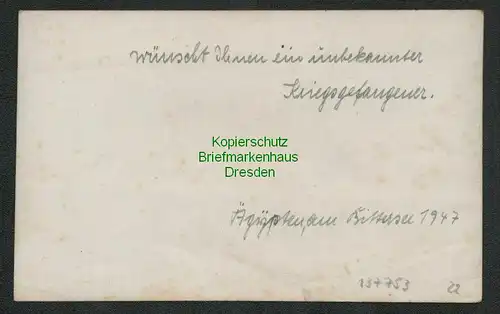 wünscht Ihnen ein unbekannter
Kriegsgefangener.
Kopierschutz
Briefmarkenhaus
Dresden
Ägypten, am Bittersee 1947
137753 22